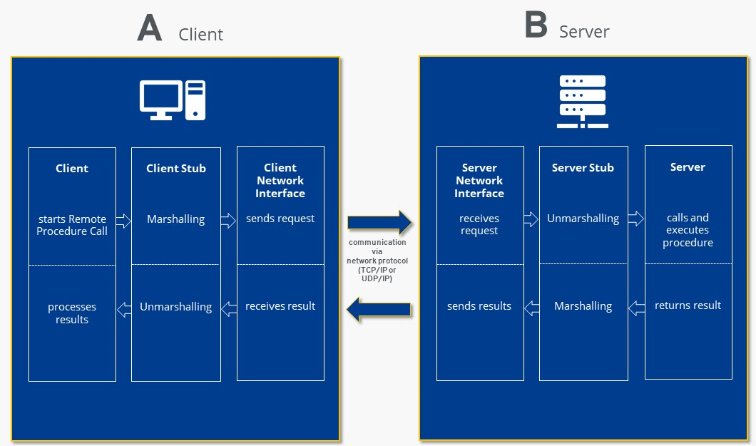 A Client
B Server
Client
Client Stub
Client
Network
Interface
starts Remote
Procedure Call
Marshalling
sends request
processes
results
Unmarshalling
receives result
communication
via
network protocol
(TCP/IP or
UDP/IP)
Server
Network
Interface
Server Stub
Server
receives
request
Unmarshalling
calls and
executes
procedure
sends results
Marshalling
returns result